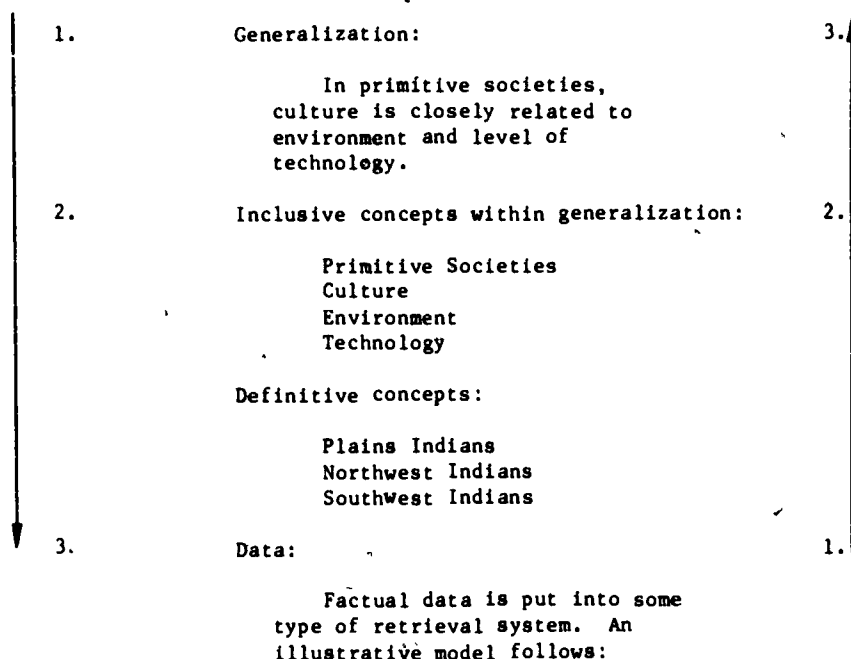 1. Generalization: 3.
In primitive societies,
culture is closely related to
environment and level of
technology.
2. Inclusive concepts within generalization: 2.
Primitive Societies
Culture
Environment
Technology
Definitive concepts:
Plains Indians
Northwest Indians
Southwest Indians
3. Data: 1.
Factual data is put into some
type of retrieval system. An
illustrative model follows: